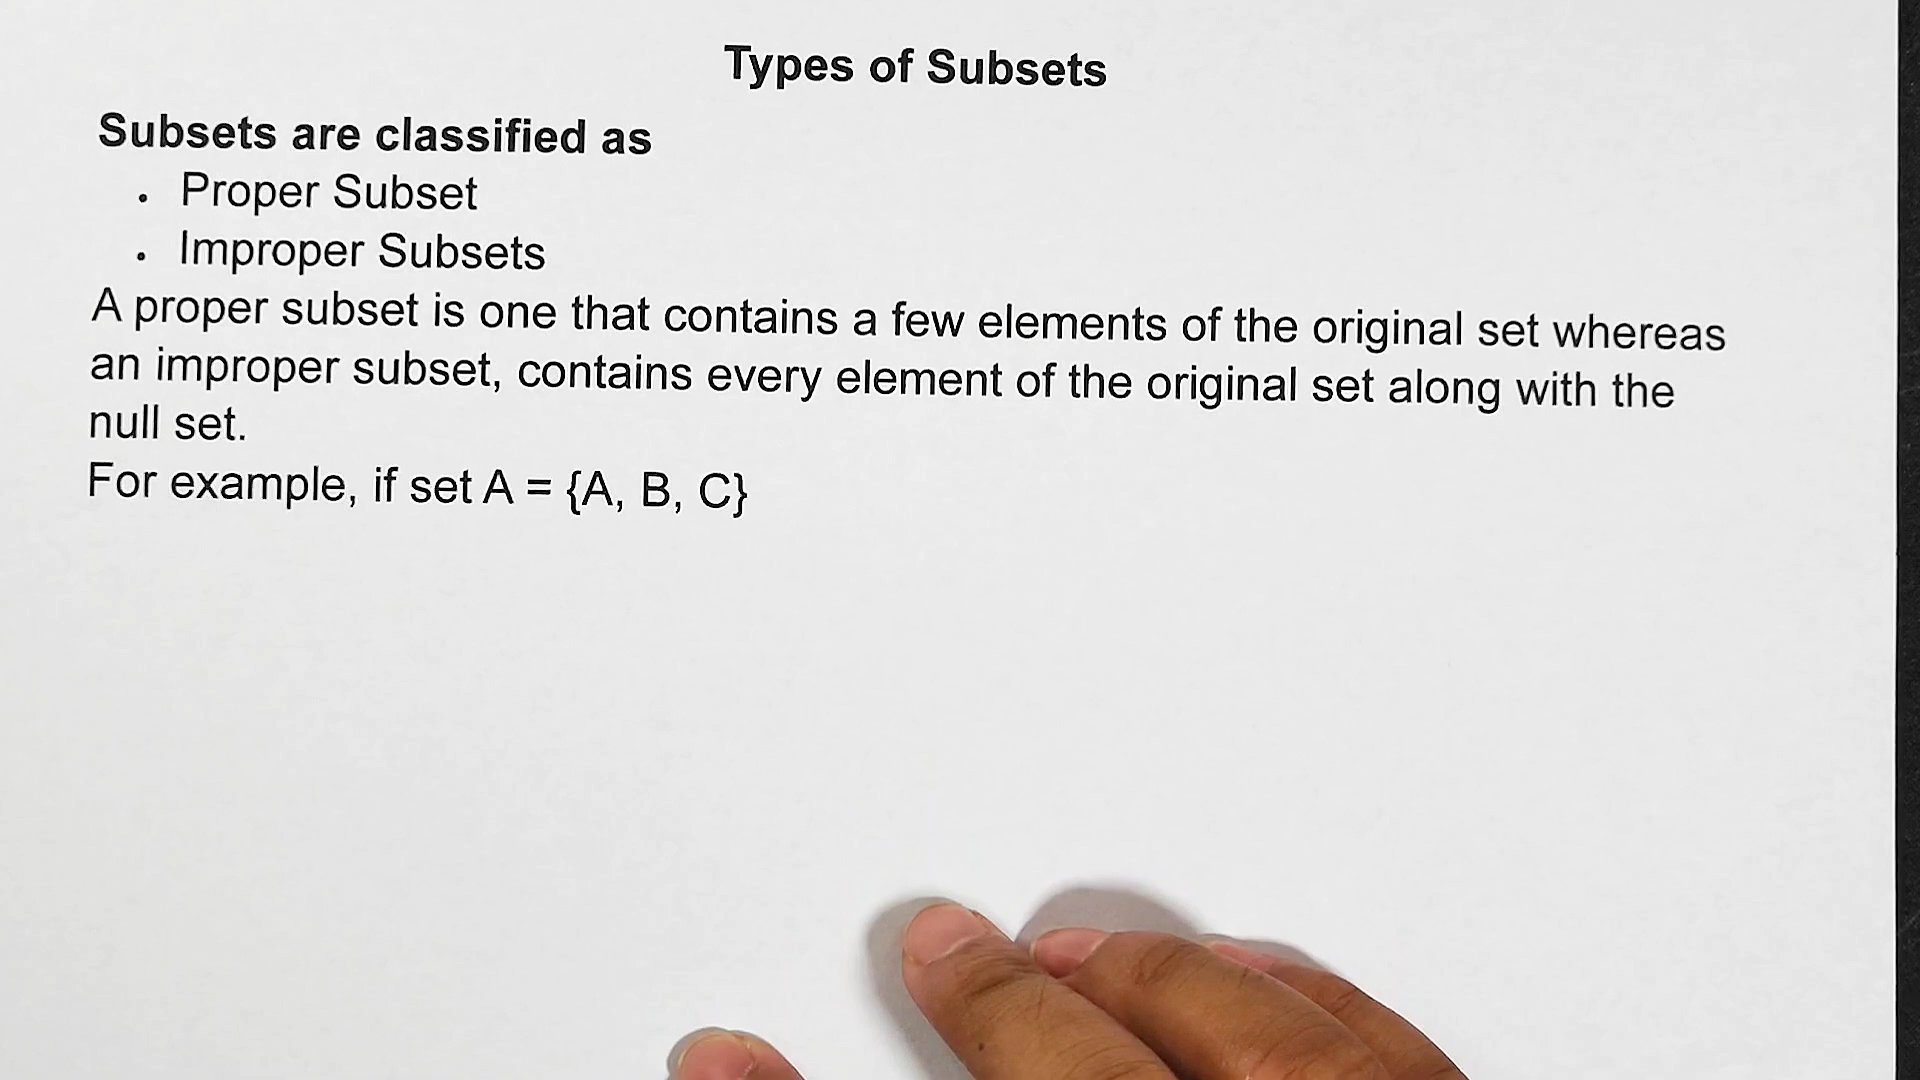 Types of Subsets
Subsets are classified as
• Proper Subset
• Improper Subsets
A proper subset is one that contains a few elements of the original set whereas
an improper subset, contains every element of the original set along with the
null set.
For example, if set A = {A, B, C}